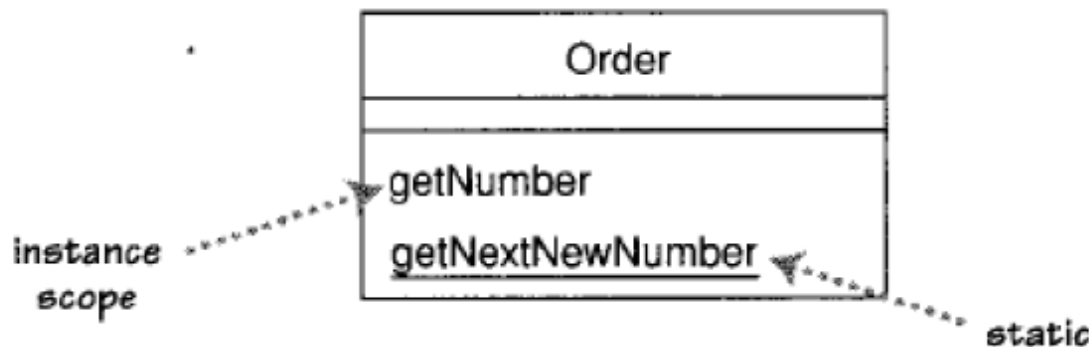 Order
getNumber
instance
scope
getNextNewNumber
static